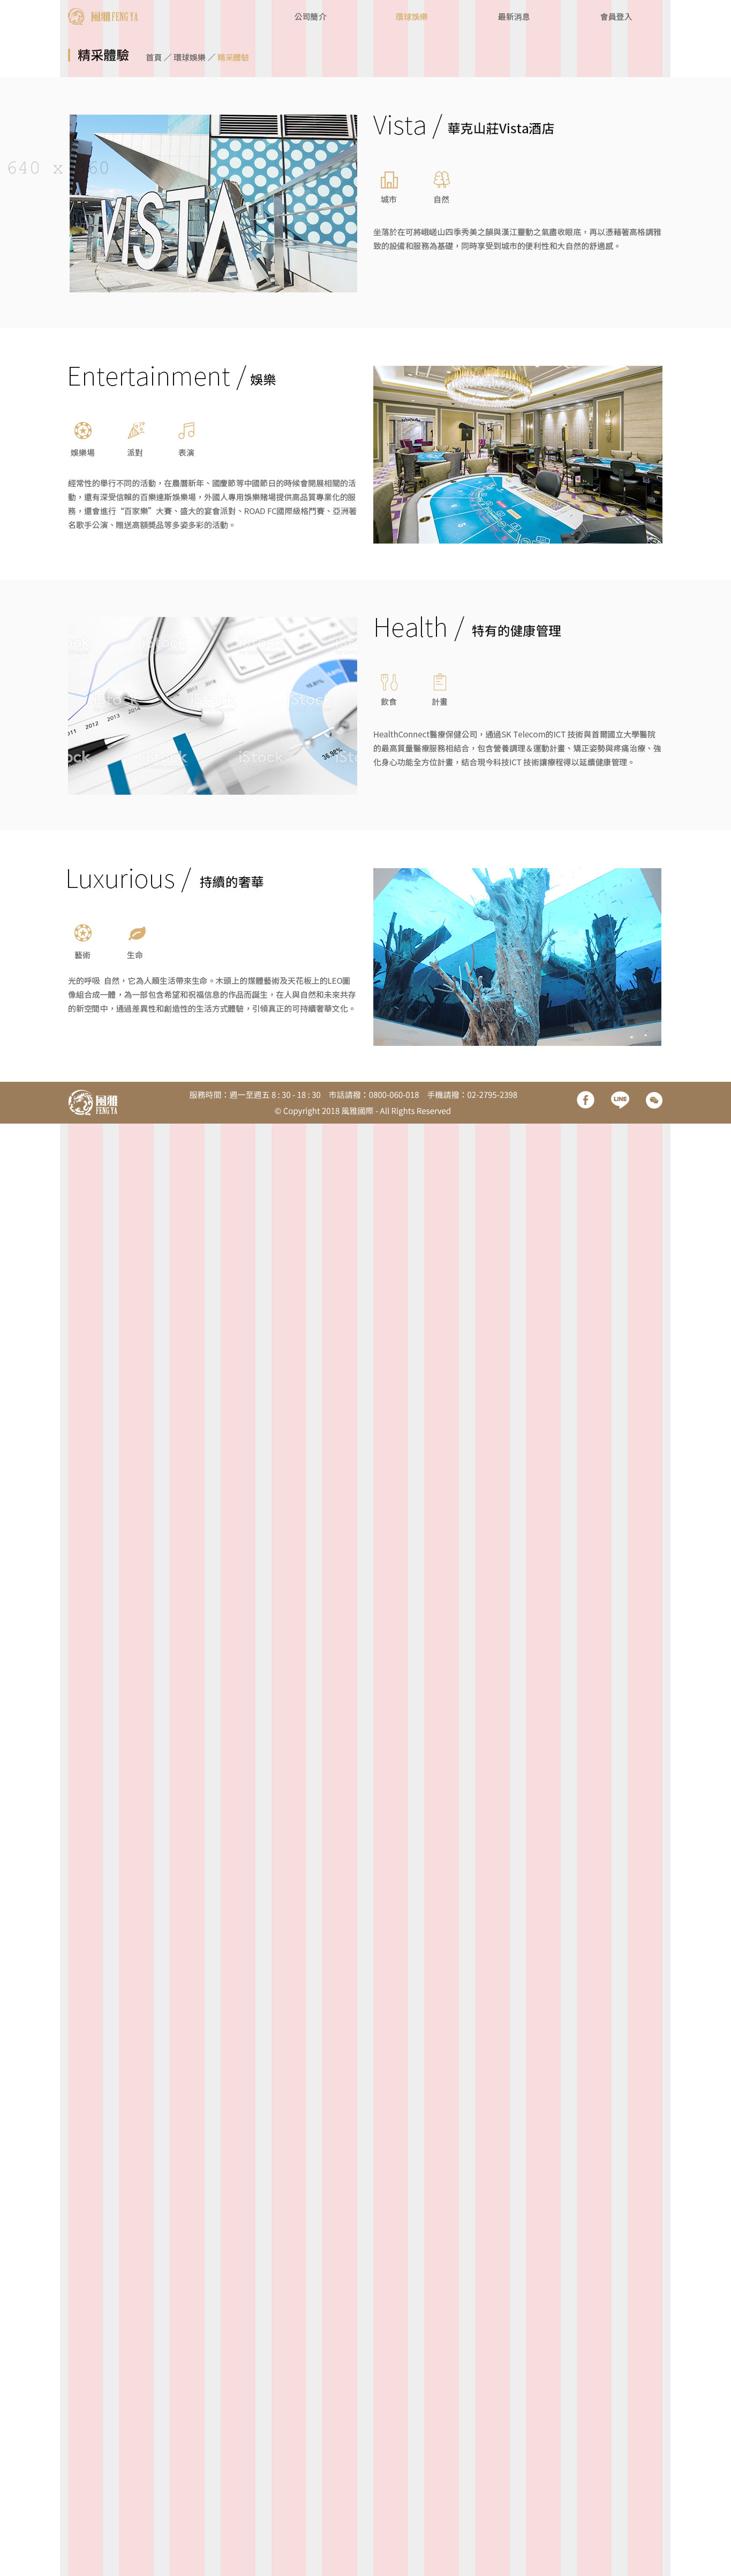 風雅 FENG YA
公司簡介
環球娛樂
最新消息
會員登入
精采體驗
首頁 ／ 環球娛樂 ／ 精采體驗
640 x
60
VISTA
Vista / 華克山莊Vista酒店
城市
自然
坐落於在可將峨嵯山四季秀美之韻與漢江靈動之氣盡收眼底，再以憑藉著高格調雅
致的設備和服務為基礎，同時享受到城市的便利性和大自然的舒適感。
Entertainment / 娛樂
娛樂場
派對
表演
經常性的舉行不同的活動，在農曆新年、國慶節等中國節日的時候會開展相關的活
動，還有深受信賴的百樂達斯娛樂場，外國人專用娛樂賭場提供高品質專業化的服
務，還會進行“百家樂”大賽、盛大的宴會派對、ROAD FC國際級格鬥賽、亞洲著
名歌手公演、贈送高額獎品等多姿多彩的活動。
iStock
2011 2012 2013 2014
2013 2014
15.81%
36.98%
Health / 特有的健康管理
飲食
計畫
HealthConnect醫療保健公司，通過SK Telecom的ICT 技術與首爾國立大學醫院
的最高質量醫療服務相結合，包含營養調理＆運動計畫、矯正姿勢與疼痛治療、強
化身心功能全方位計畫，結合現今科技ICT 技術讓療程得以延續健康管理。
Luxurious / 持續的奢華
藝術
生命
光的呼吸 自然，它為人類生活帶來生命。木頭上的媒體藝術及天花板上的LEO圖
像組合成一體，為一部包含希望和祝福信息的作品而誕生，在人與自然和未來共存
的新空間中，通過差異性和創造性的生活方式體驗，引領真正的可持續奢華文化。
風雅
FENG YA
服務時間：週一至週五 8 : 30 - 18 : 30 市話請撥：0800-060-018 手機請撥：02-2795-2398
© Copyright 2018 風雅國際 - All Rights Reserved
LINE